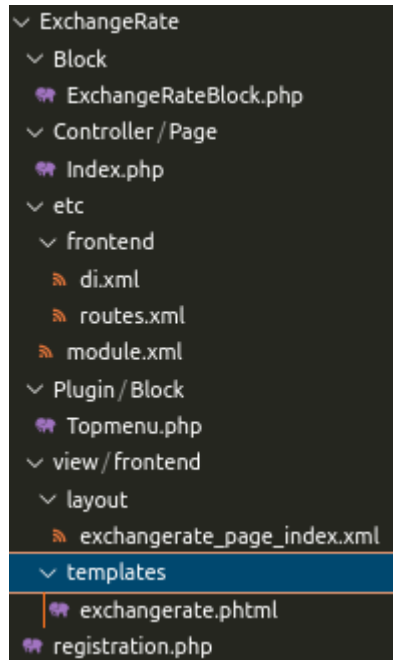 ExchangeRate
Block
ExchangeRateBlock.php
Controller/Page
Index.php
etc
frontend
di.xml
routes.xml
module.xml
Plugin/Block
Topmenu.php
view/frontend
layout
exchangerate_page_index.xml
templates
exchangerate.phtml
registration.php